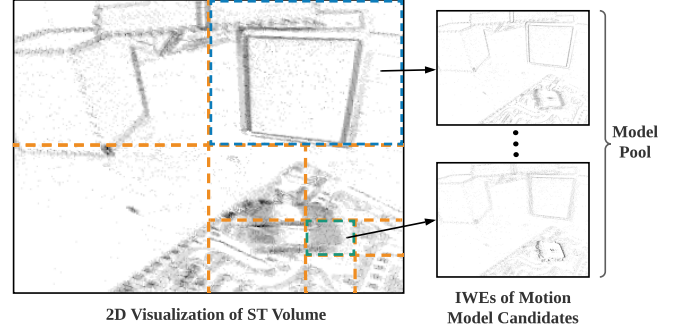 Model
Pool
2D Visualization of ST Volume
IWEs of Motion
Model Candidates